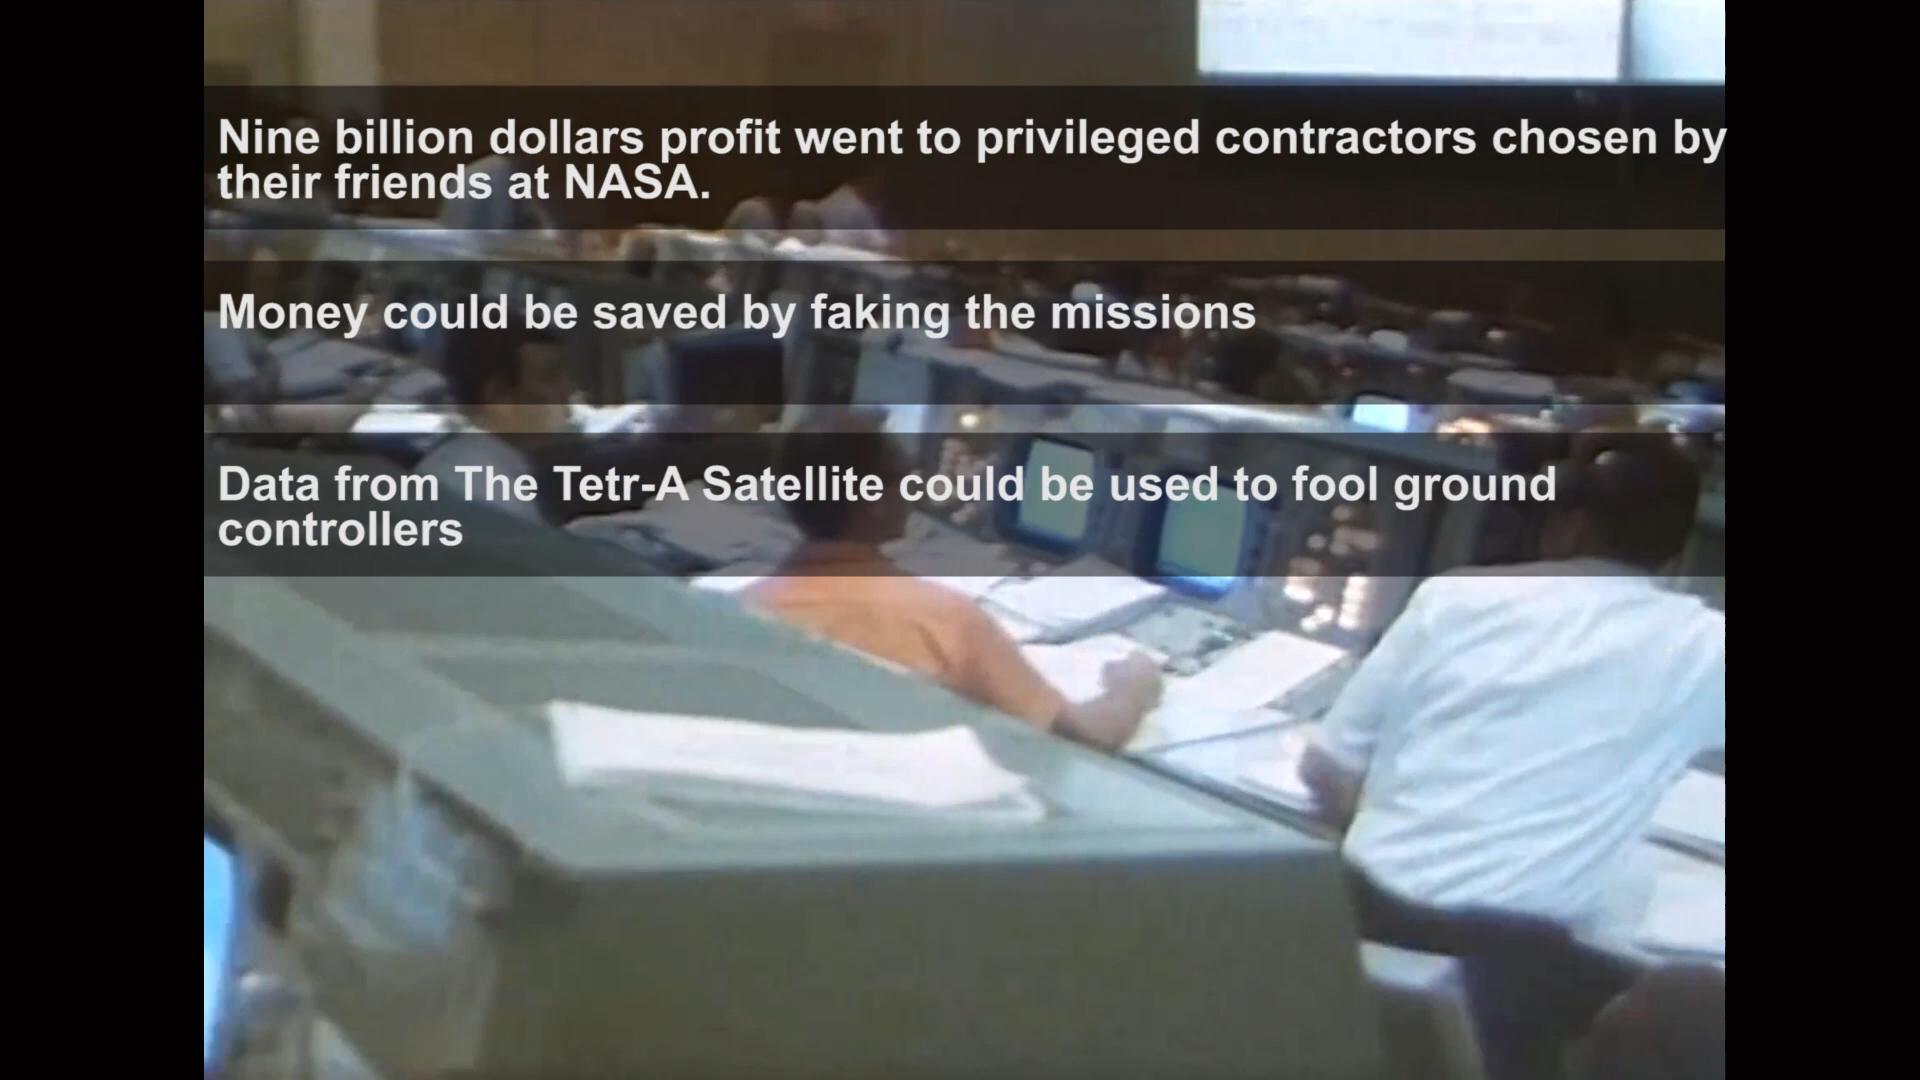 Nine billion dollars profit went to privileged contractors chosen by
their friends at NASA.
Money could be saved by faking the missions
Data from The Tetr-A Satellite could be used to fool ground
controllers